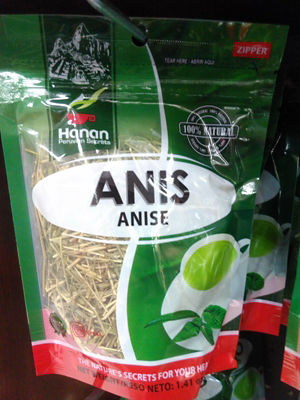 ZIPPER
TEAR HERE - ABRIR AQUI
Hanan
Peruvian Secrets
100% NATURAL
ANIS
ANISE
THE NATURE'S SECRETS FOR YOUR
NET WEIGHT/PESO NETO: 1.41